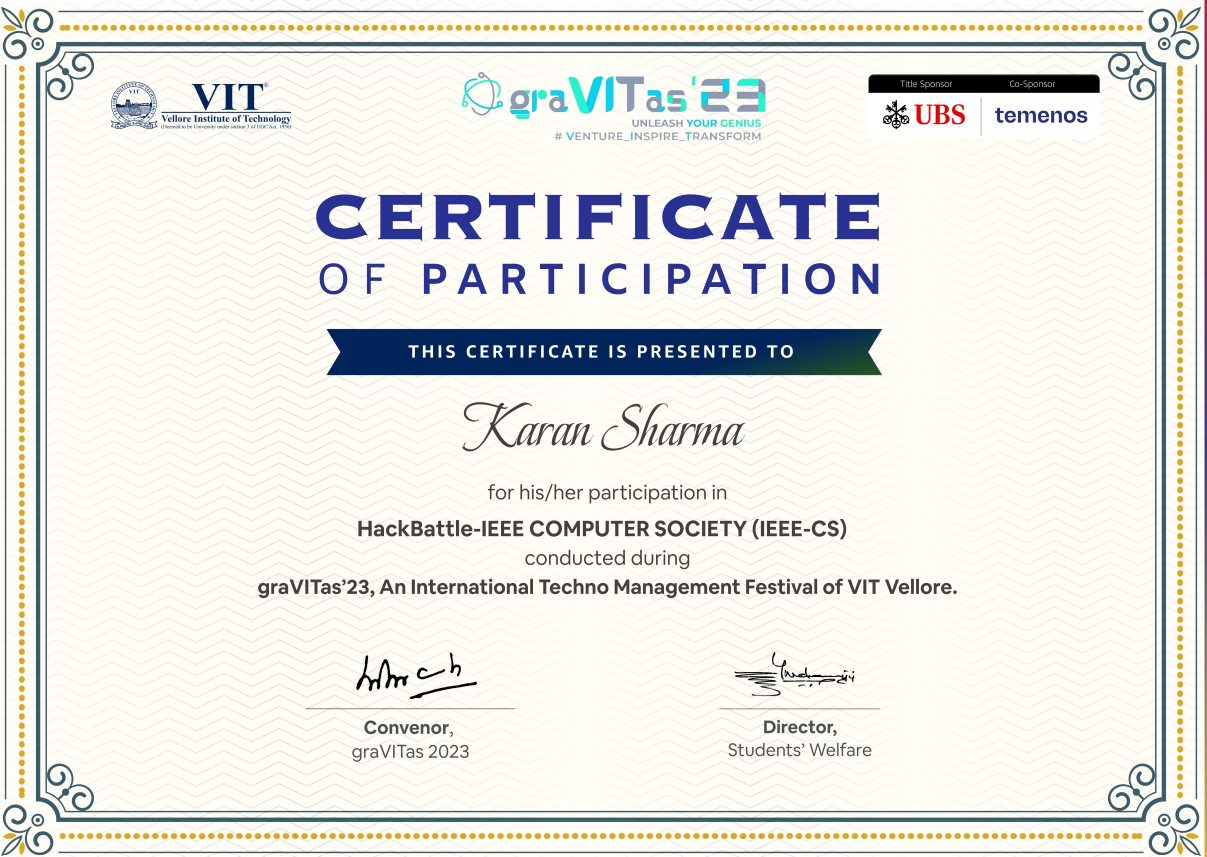 VIT®
Vellore Institute of Technology
(Deemed to be University under section 3 of UGC Act, 1956)
graVITas'23
UNLEASH YOUR GENIUS
# VENTURE_INSPIRE_TRANSFORM
Title Sponsor Co-Sponsor
UBS temenos
CERTIFICATE
OF PARTICIPATION
THIS CERTIFICATE IS PRESENTED TO
Karan Sharma
for his/her participation in
HackBattle-IEEE COMPUTER SOCIETY (IEEE-CS)
conducted during
graVITas’23, An International Techno Management Festival of VIT Vellore.
Convenor,
graVITas 2023
Director,
Students’ Welfare